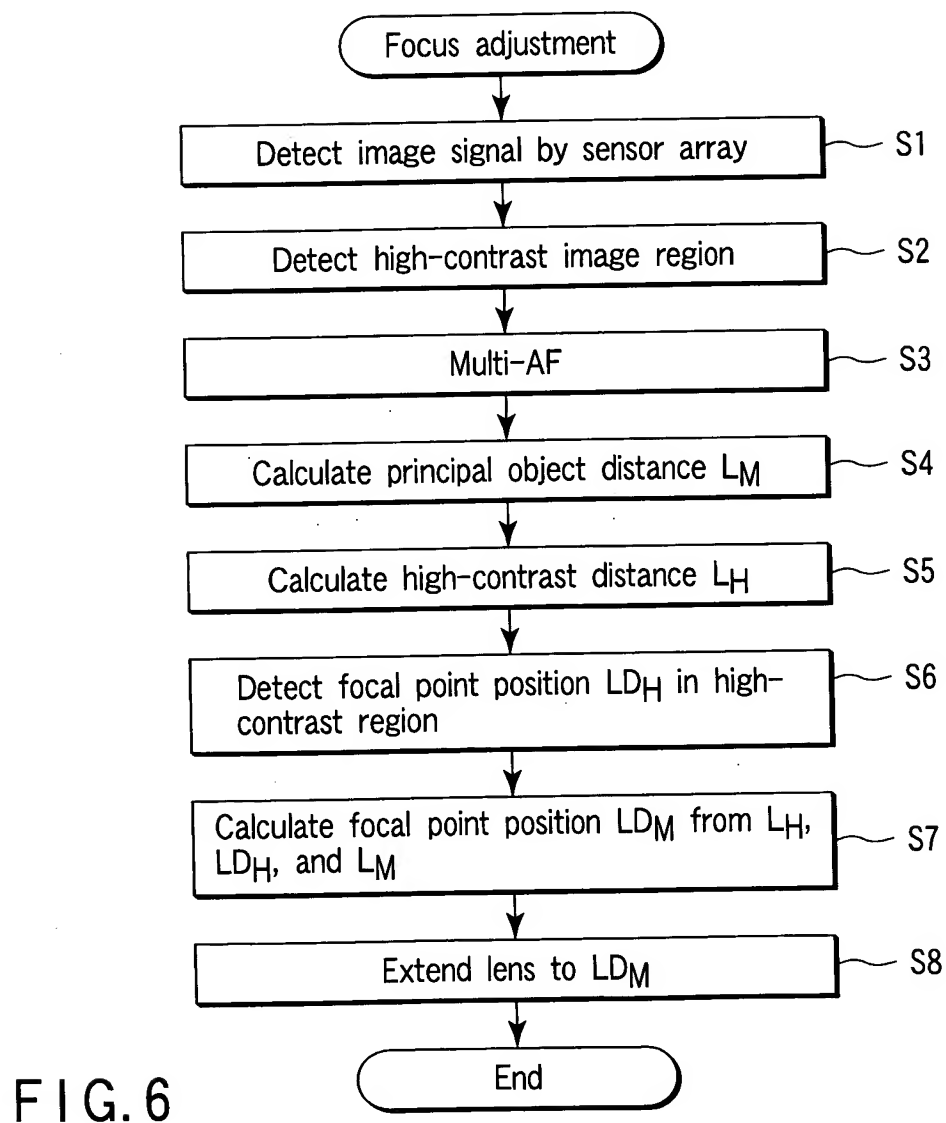 Focus adjustment
Detect image signal by sensor array
S1
Detect high-contrast image region
S2
Multi-AF
S3
Calculate principal object distance LM
S4
Calculate high-contrast distance LH
S5
Detect focal point position LDH in high-
contrast region
S6
Calculate focal point position LDM from LH,
LDH, and LM
S7
Extend lens to LDM
S8
End
FIG. 6